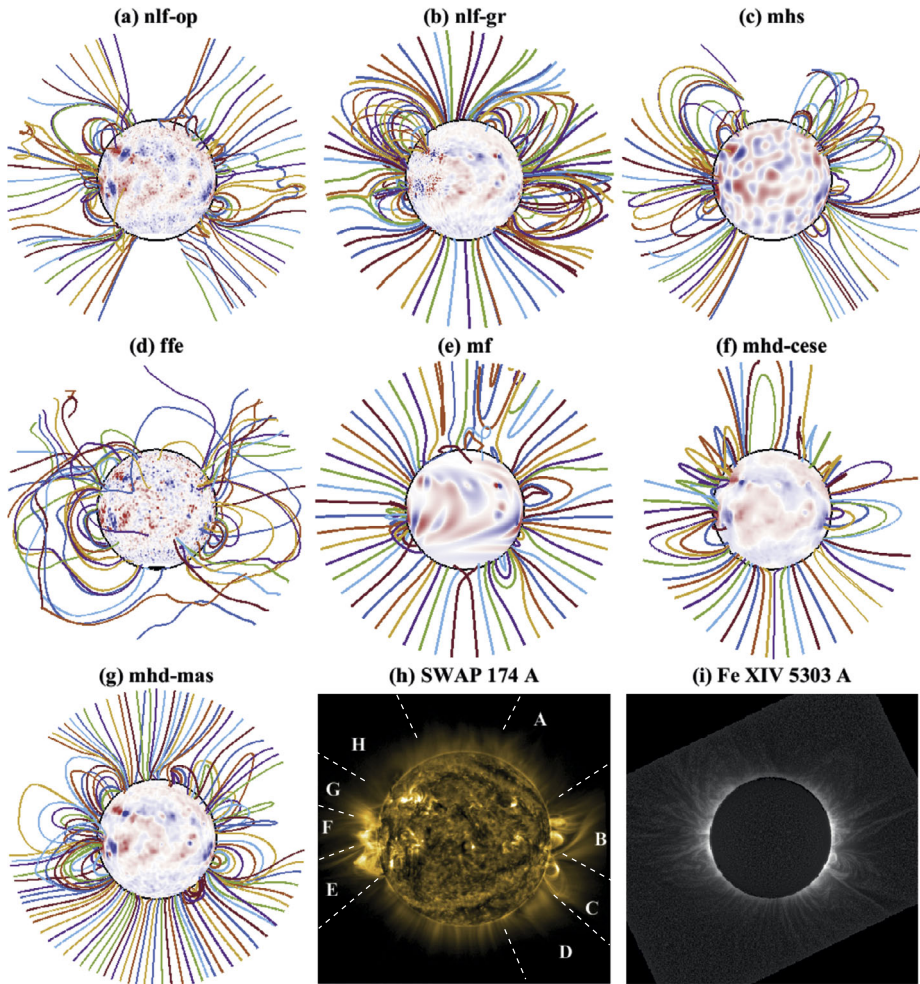 (a) nlf-op
(b) nlf-gr
(c) mhs
(d) ffe
(e) mf
(f) mhd-cese
(g) mhd-mas
(h) SWAP 174 A
(i) Fe XIV 5303 A
A
H
G
F
B
E
C
D